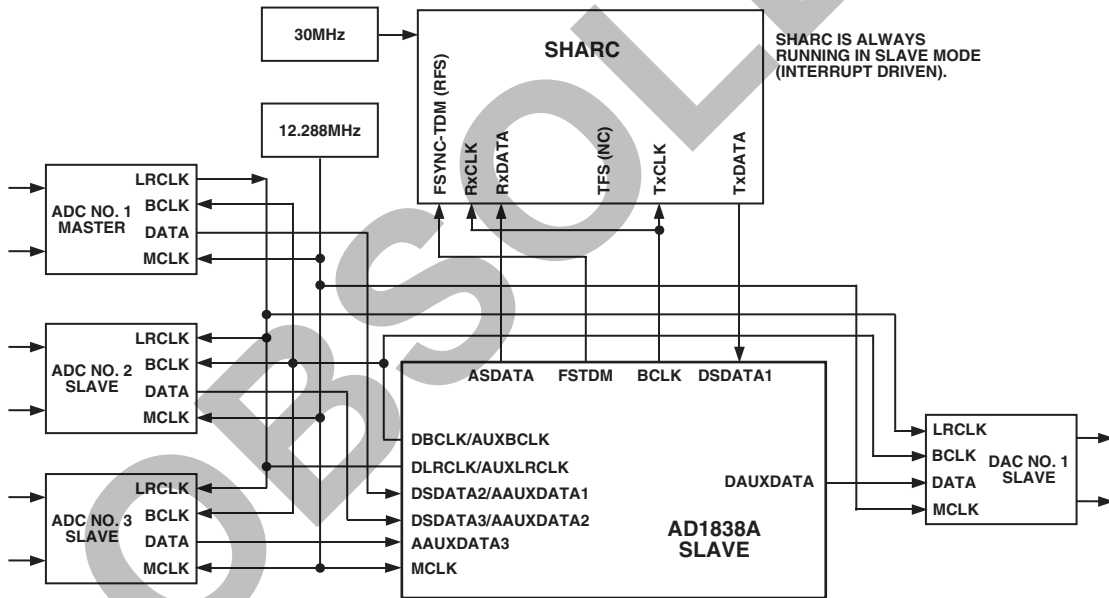 30MHz
SHARC
SHARC IS ALWAYS
RUNNING IN SLAVE MODE
(INTERRUPT DRIVEN).
12.288MHz
FSYNC-TDM (RFS)
RxCLK
RxDATA
TFS (NC)
TxCLK
TxDATA
ADC NO. 1
MASTER
LRCLK
BCLK
DATA
MCLK
ADC NO. 2
SLAVE
LRCLK
BCLK
DATA
MCLK
ADC NO. 3
SLAVE
LRCLK
BCLK
DATA
MCLK
ASDATA FSTDM BCLK DSDATA1
DBCLK/AUXBCLK
DLRCLK/AUXLRCLK
DSDATA2/AAUXDATA1
DSDATA3/AAUXDATA2
AAUXDATA3
MCLK
DAUXDATA
AD1838A
SLAVE
LRCLK
BCLK
DATA
MCLK
DAC NO. 1
SLAVE
OBSOLE